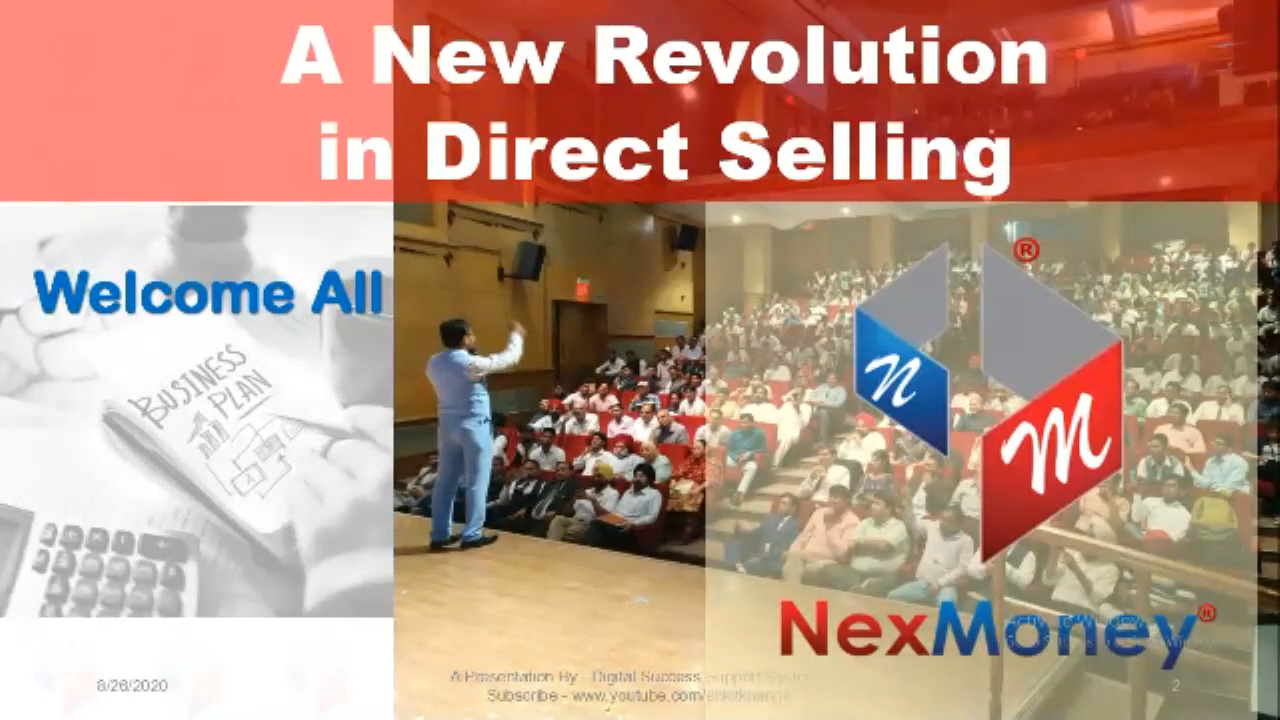 A New Revolution
in Direct Selling
Welcome All
BUSINESS
PLAN
®
n
m
NexMoney®
8/26/2020
A Presentation By - Digital Success Support
Subscribe - www.youtube.com/
2